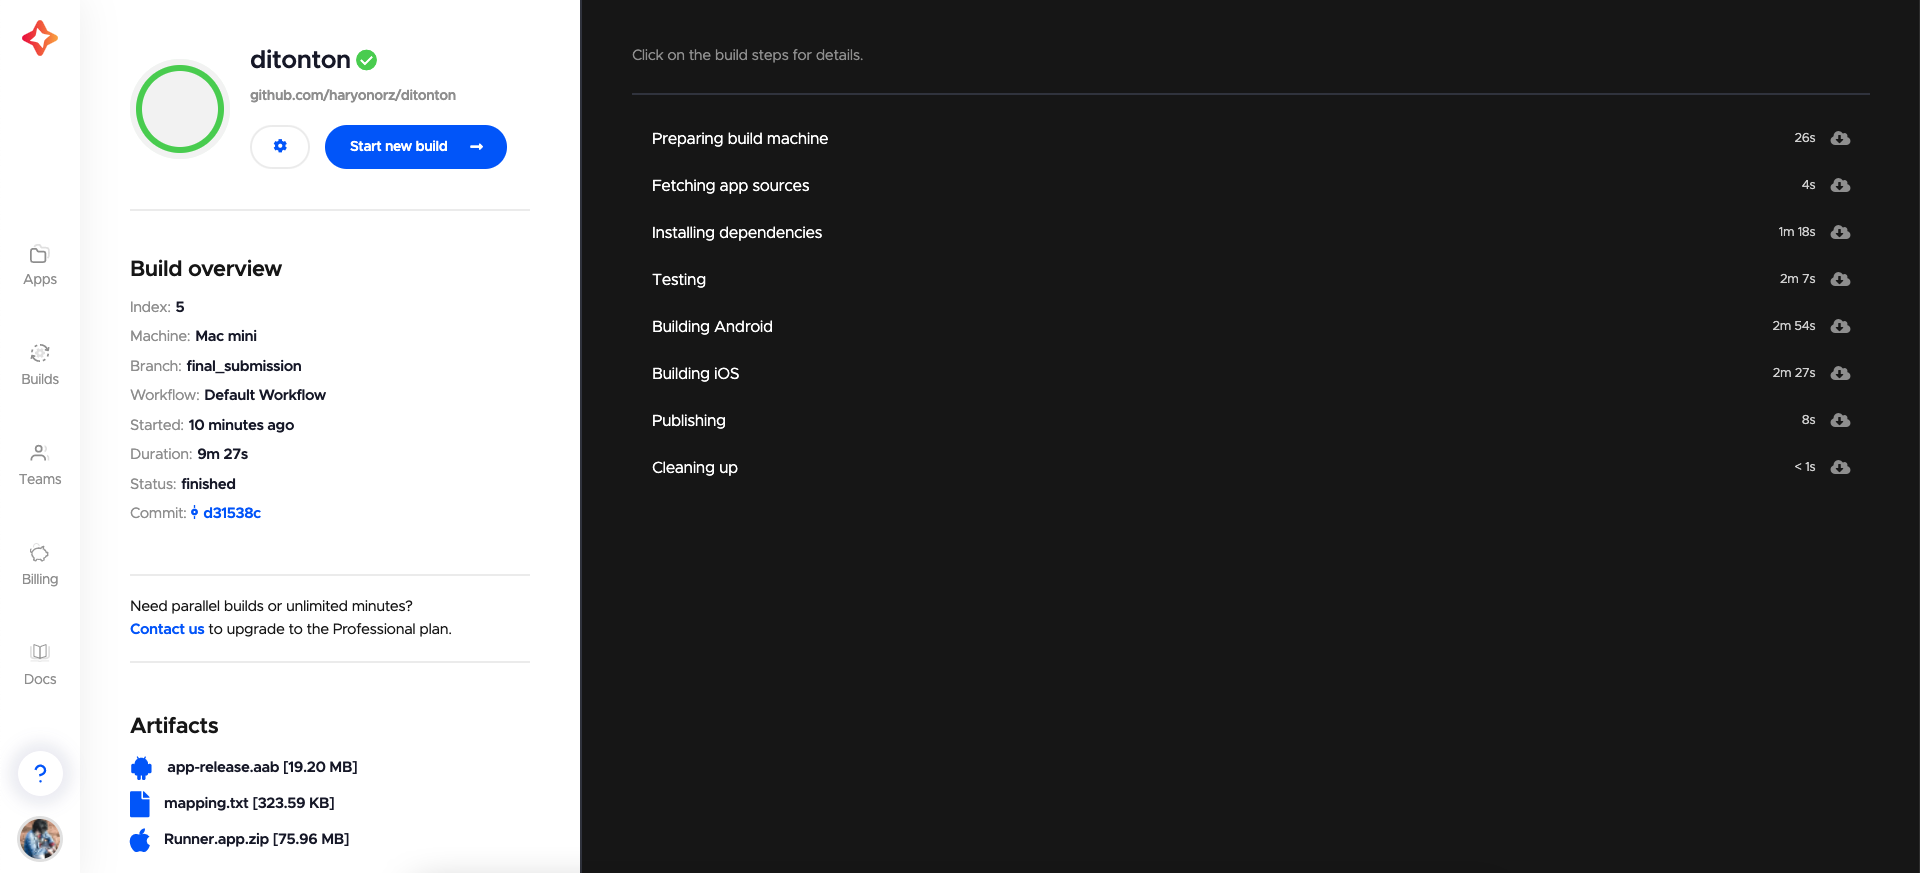 ditonton
github.com/haryonorz/ditonton
Start new build
Apps
Builds
Teams
Billing
Docs
?
Build overview
Index: 5
Machine: Mac mini
Branch: final_submission
Workflow: Default Workflow
Started: 10 minutes ago
Duration: 9m 27s
Status: finished
Commit: d31538c
Need parallel builds or unlimited minutes?
Contact us to upgrade to the Professional plan.
Artifacts
app-release.aab [19.20 MB]
mapping.txt [323.59 KB]
Runner.app.zip [75.96 MB]
Click on the build steps for details.
Preparing build machine 26s
Fetching app sources 4s
Installing dependencies 1m 18s
Testing 2m 7s
Building Android 2m 54s
Building iOS 2m 27s
Publishing 8s
Cleaning up < 1s